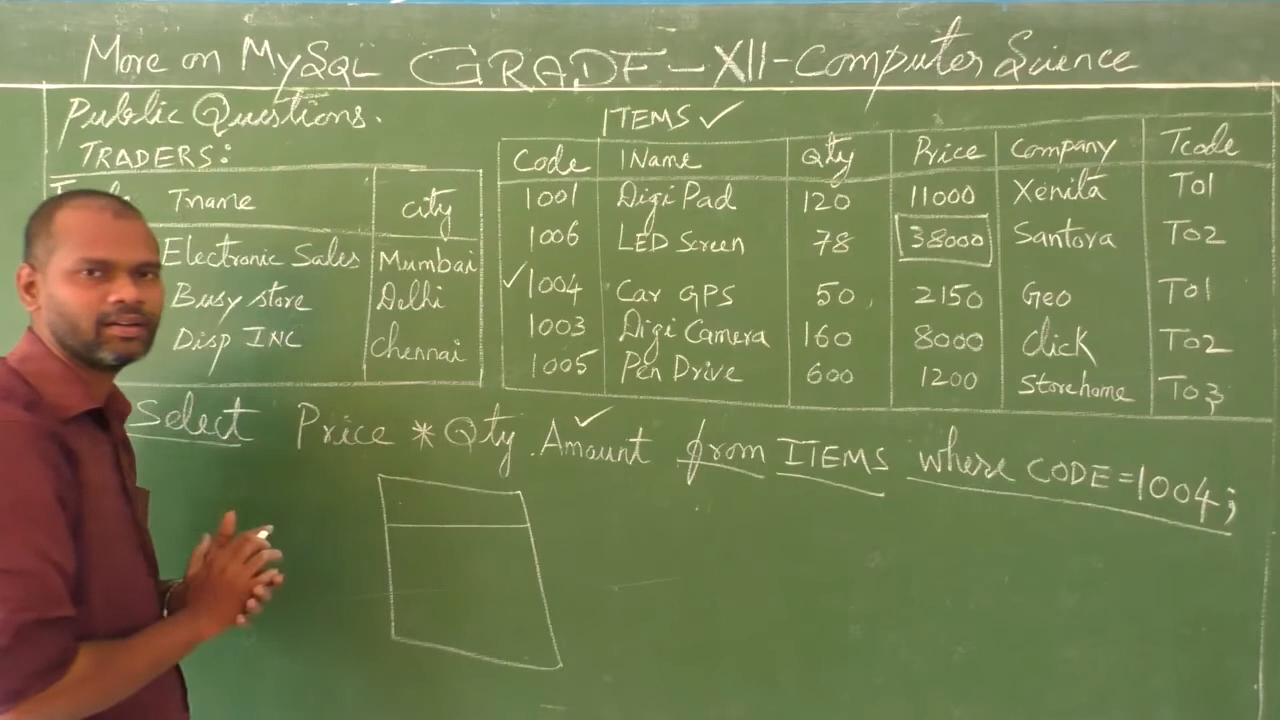 More on MySQL GRADE - XII - Computer Science
Public Questions.
TRADERS:
Tname City
Electronic Sales Mumbai
Busy store Delhi
Disp INC Chennai
ITEMS ✓
Code IName Qty Price Company Tcode
1001 Digi Pad 120 11000 Xenita T01
1006 LED Screen 78 38000 Santora T02
✓1004 Car GPS 50 2150 Geo T01
1003 Digi Camera 160 8000 Click T02
1005 Pen Drive 600 1200 Storehome T03
Select Price * Qty Amount from ITEMS where CODE=1004;